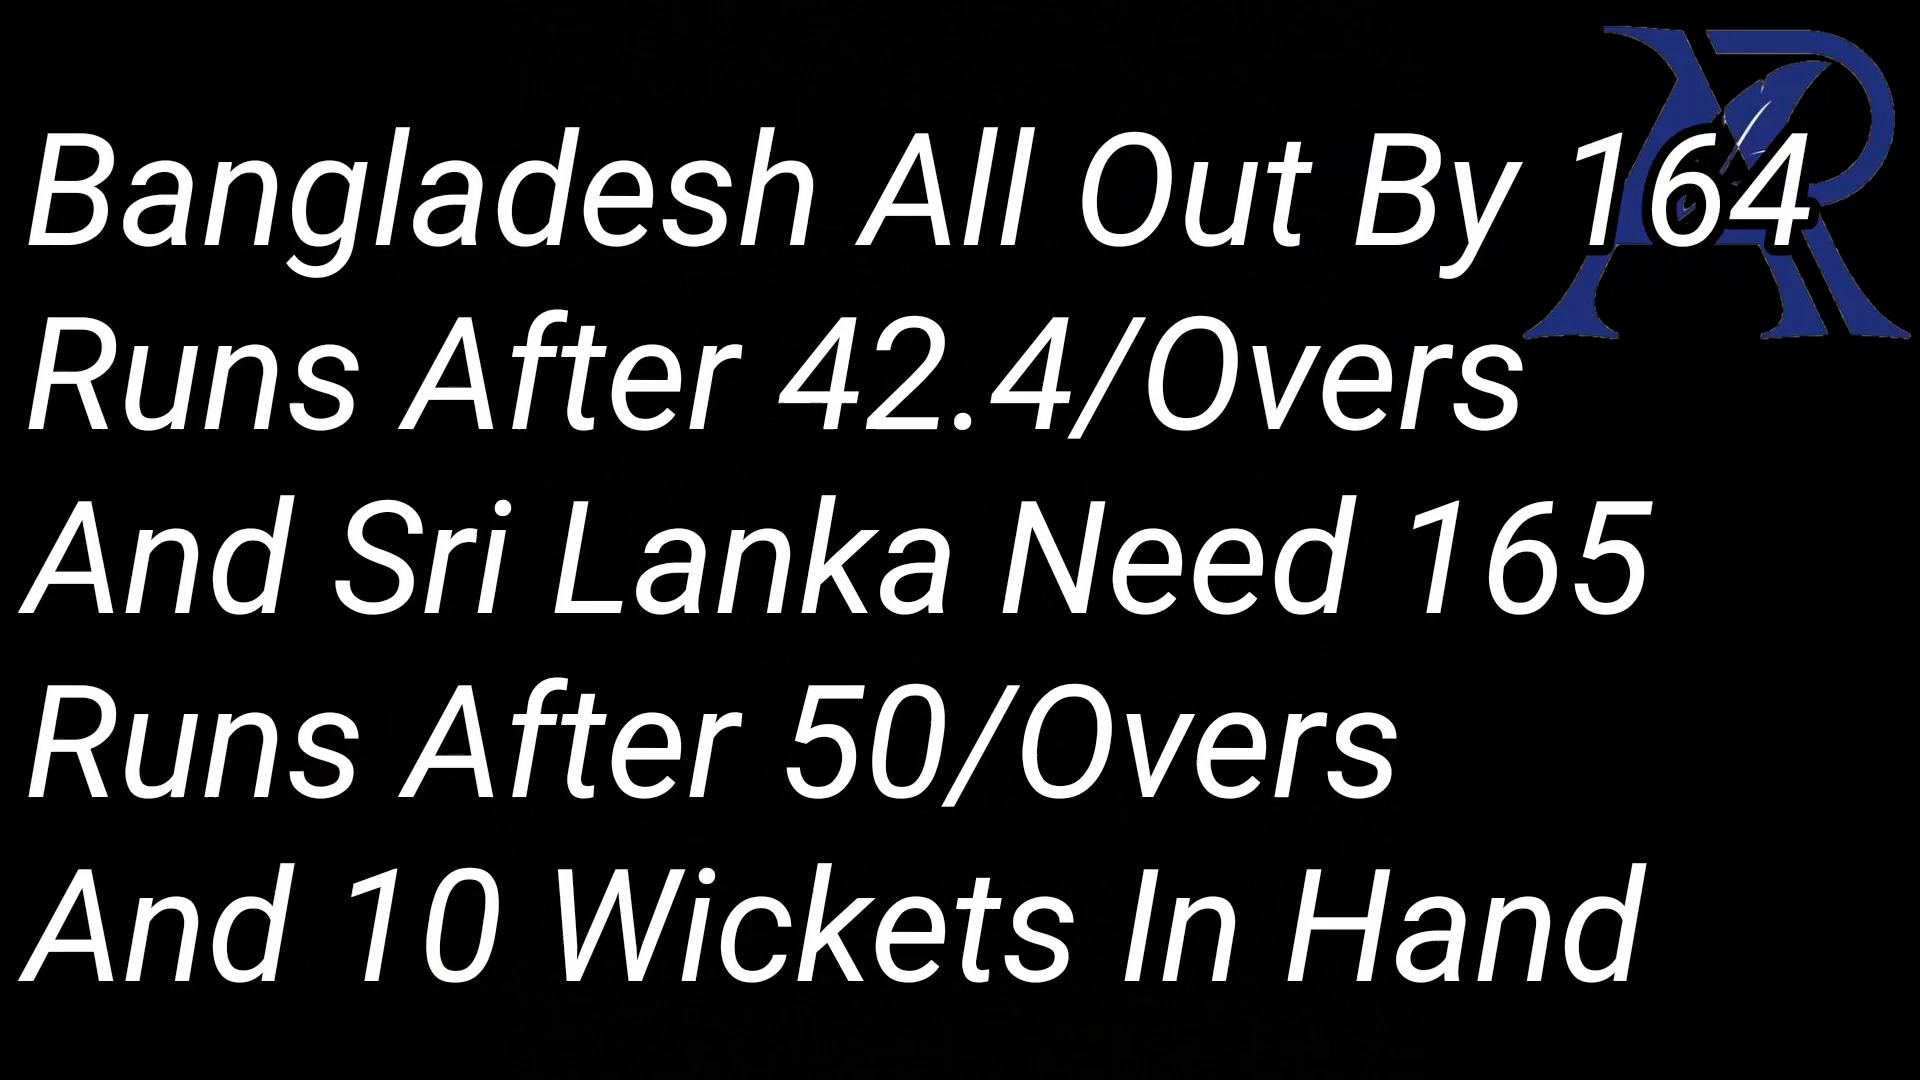 Bangladesh All Out By 164
Runs After 42.4/Overs
And Sri Lanka Need 165
Runs After 50/Overs
And 10 Wickets In Hand